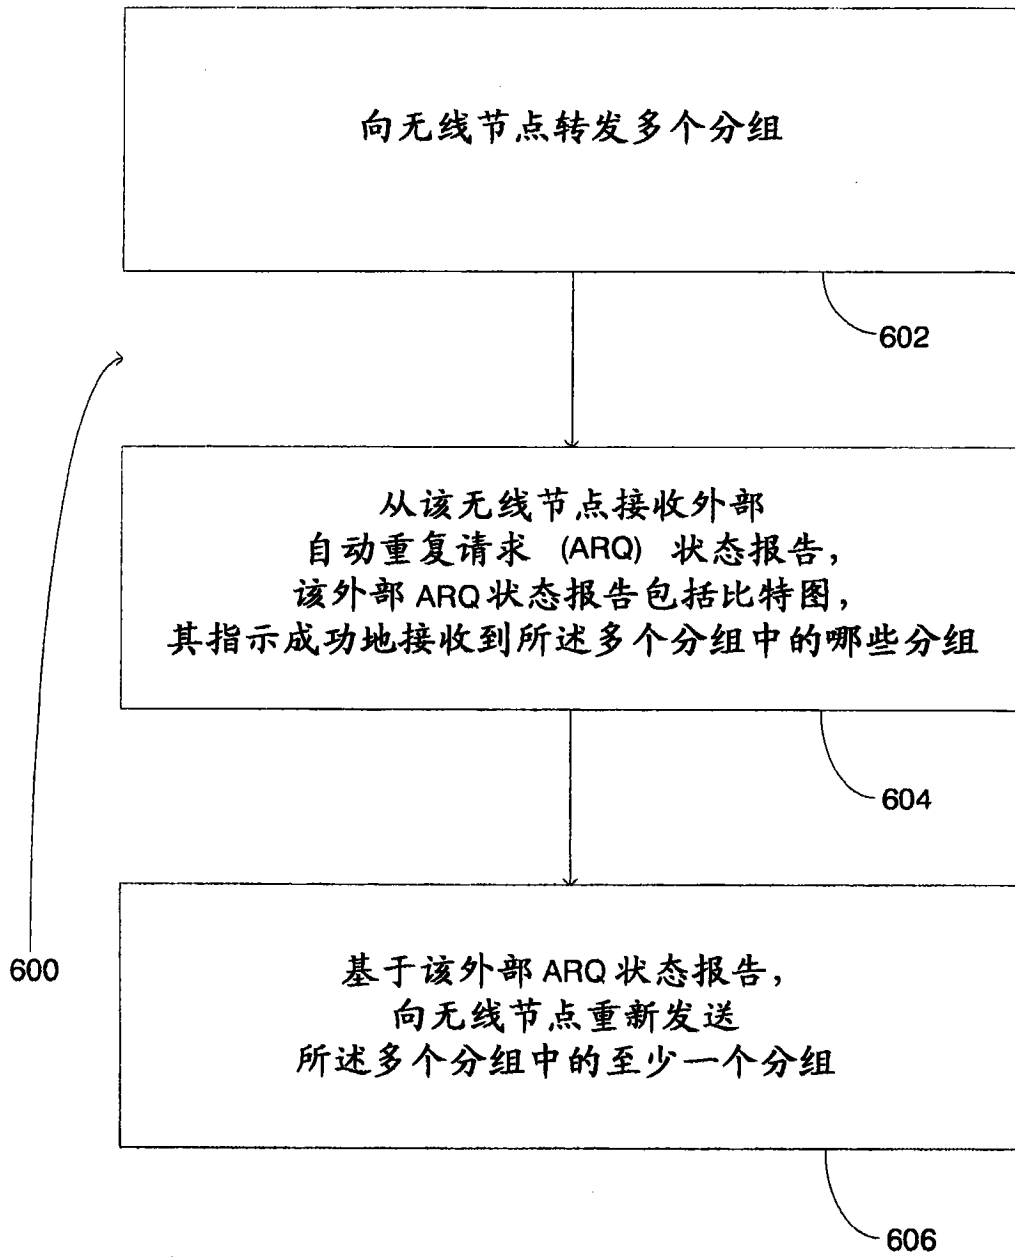 向无线节点转发多个分组
602
从该无线节点接收外部
自动重复请求 (ARQ) 状态报告，
该外部 ARQ 状态报告包括比特图，
其指示成功地接收到所述多个分组中的哪些分组
604
600
基于该外部 ARQ 状态报告，
向无线节点重新发送
所述多个分组中的至少一个分组
606